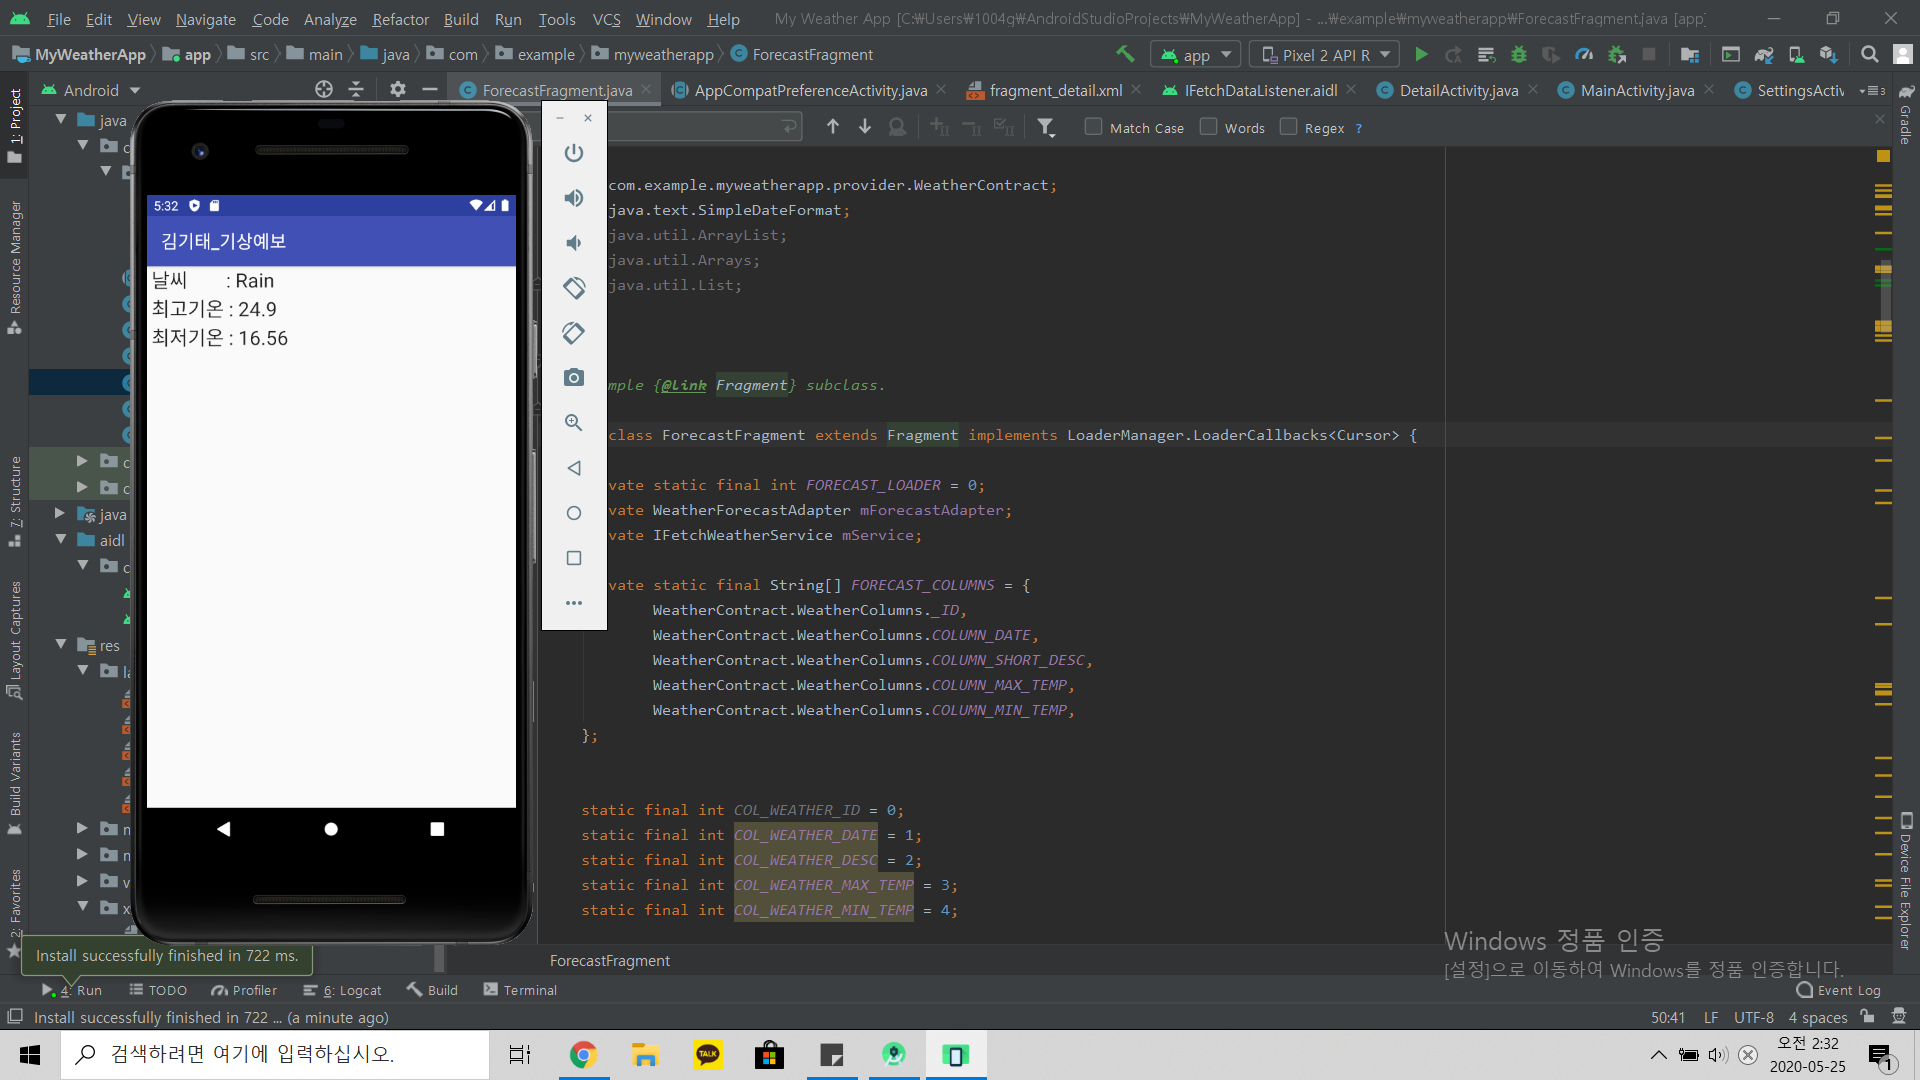 File Edit View Navigate Code Analyze Refactor Build Run Tools VCS Window Help My Weather App [C:₩Users₩1004g₩AndroidStudioProjects₩MyWeatherApp] - ...₩example₩myweatherapp₩ForecastFragment.java [app]
MyWeatherApp app src main java com example myweatherapp ForecastFragment app Pixel 2 API R
Android ForecastFragment.java AppCompatPreferenceActivity.java fragment_detail.xml IFetchDataListener.aidl DetailActivity.java MainActivity.java SettingsActiv
Match Case Words Regex ?
1: Project
Resource Manager
7: Structure
Layout Captures
Build Variants
2: Favorites
Gradle
Device File Explorer
java
java
aidl
res
5:32
김기태_기상예보
날씨 : Rain
최고기온 : 24.9
최저기온 : 16.56
com.example.myweatherapp.provider.WeatherContract;
java.text.SimpleDateFormat;
java.util.ArrayList;
java.util.Arrays;
java.util.List;
mple {@link Fragment} subclass.
class ForecastFragment extends Fragment implements LoaderManager.LoaderCallbacks<Cursor> {
vate static final int FORECAST_LOADER = 0;
vate WeatherForecastAdapter mForecastAdapter;
vate IFetchWeatherService mService;
vate static final String[] FORECAST_COLUMNS = {
WeatherContract.WeatherColumns._ID,
WeatherContract.WeatherColumns.COLUMN_DATE,
WeatherContract.WeatherColumns.COLUMN_SHORT_DESC,
WeatherContract.WeatherColumns.COLUMN_MAX_TEMP,
WeatherContract.WeatherColumns.COLUMN_MIN_TEMP,
};
static final int COL_WEATHER_ID = 0;
static final int COL_WEATHER_DATE = 1;
static final int COL_WEATHER_DESC = 2;
static final int COL_WEATHER_MAX_TEMP = 3;
static final int COL_WEATHER_MIN_TEMP = 4;
Windows 정품 인증
[설정]으로 이동하여 Windows를 정품 인증합니다.
Install successfully finished in 722 ms.
ForecastFragment
4: Run TODO Profiler 6: Logcat Build Terminal Event Log
Install successfully finished in 722 ... (a minute ago) 50:41 LF UTF-8 4 spaces
검색하려면 여기에 입력하십시오.
TALK
오전 2:32
2020-05-25
1